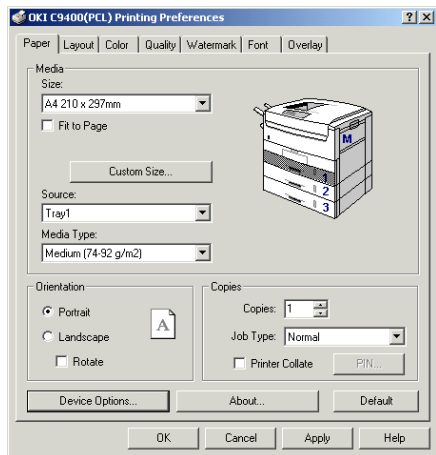 OKI C9400(PCL) Printing Preferences
Paper Layout Color Quality Watermark Font Overlay
Media
Size:
A4 210 x 297mm
Fit to Page
Custom Size...
Source:
Tray1
Media Type:
Medium (74-92 g/m2)
M
1
2
3
Orientation
Portrait
Landscape
Rotate
A
Copies
Copies: 1
Job Type: Normal
Printer Collate PIN...
Device Options... About... Default
OK Cancel Apply Help